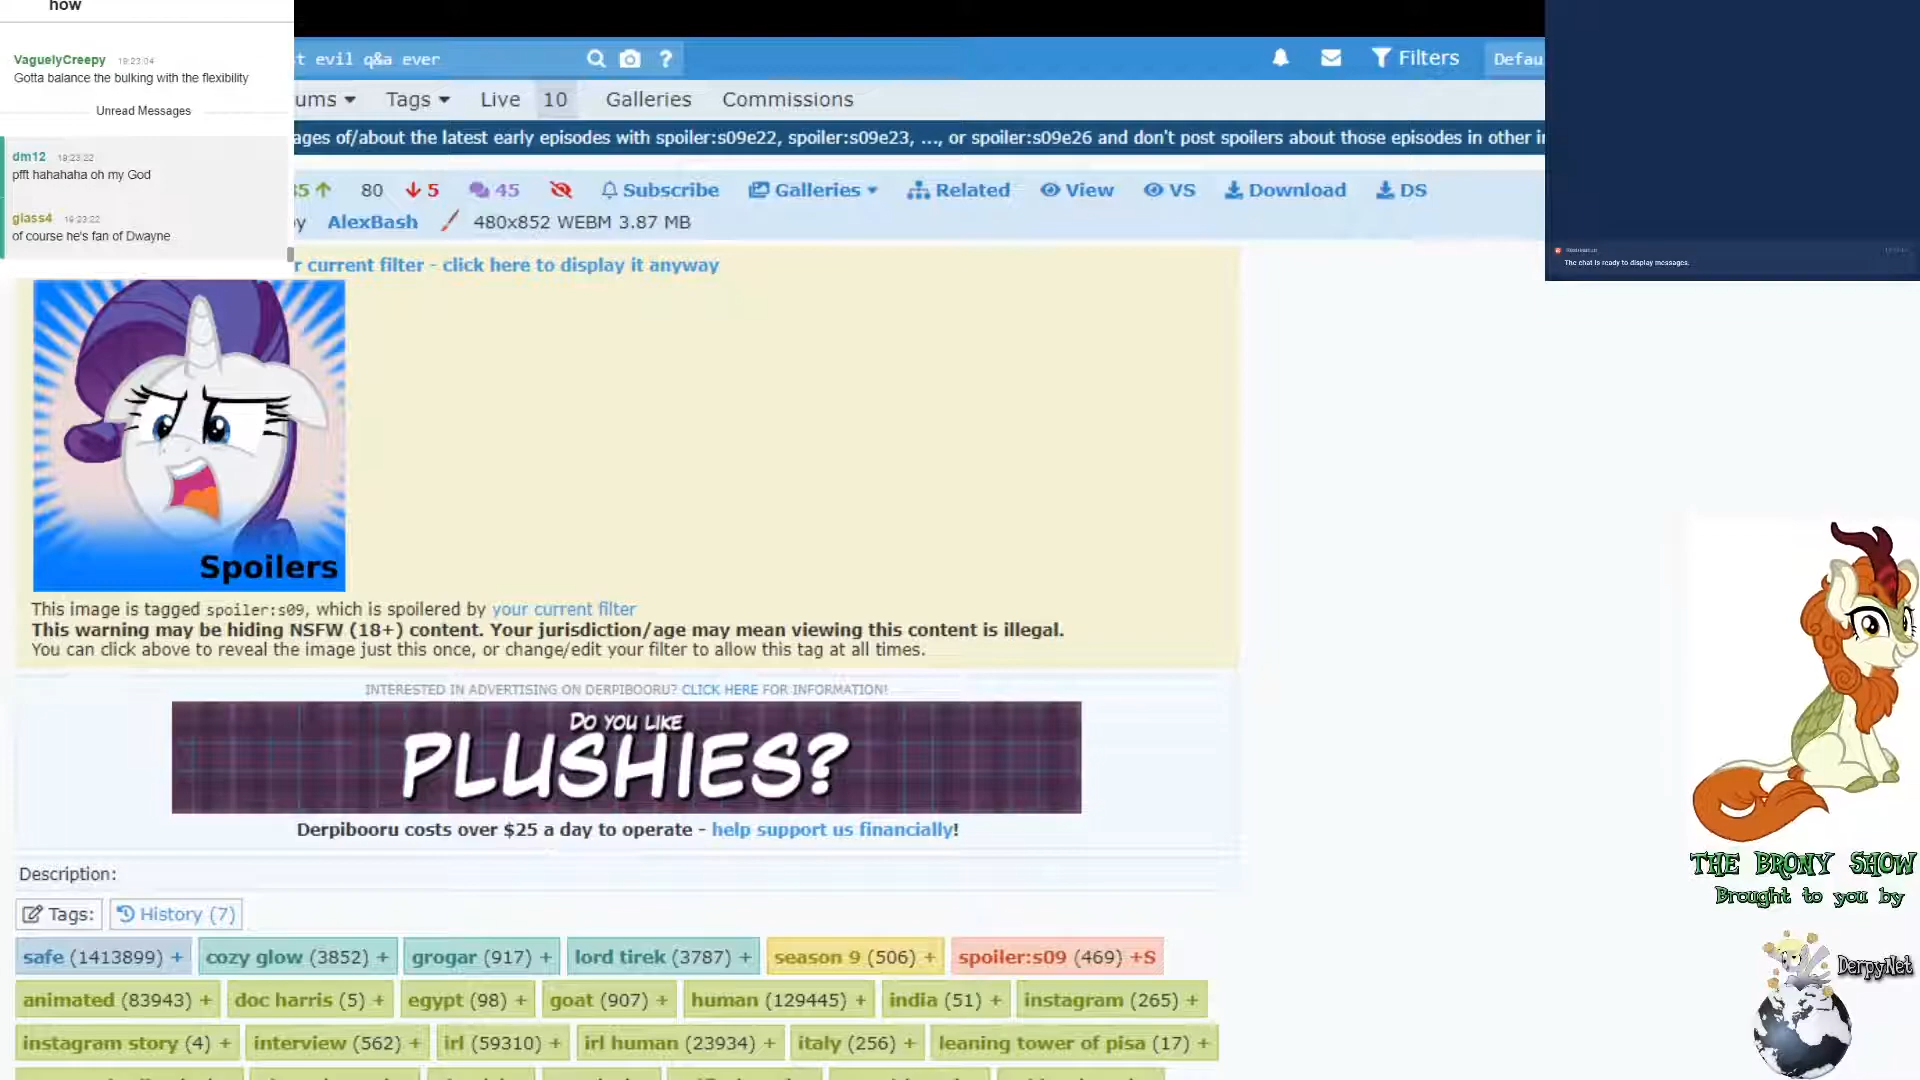 how
VaguelyCreepy 19:23:04
Gotta balance the bulking with the flexibility
Unread Messages
dm12 19:23:22
pfft hahahaha oh my God
glass4 19:23:22
of course he's fan of Dwayne
t evil q&a ever
?
Filters
Defau
ums
Tags
Live 10
Galleries
Commissions
ages of/about the latest early episodes with spoiler:s09e22, spoiler:s09e23, ..., or spoiler:s09e26 and don't post spoilers about those episodes in other i
35 80 5 45 Subscribe Galleries Related View VS Download DS
y AlexBash 480x852 WEBM 3.87 MB
r current filter - click here to display it anyway
The chat is ready to display messages.
Spoilers
This image is tagged spoiler:s09, which is spoilered by your current filter
This warning may be hiding NSFW (18+) content. Your jurisdiction/age may mean viewing this content is illegal.
You can click above to reveal the image just this once, or change/edit your filter to allow this tag at all times.
INTERESTED IN ADVERTISING ON DERPIBOORU? CLICK HERE FOR INFORMATION!
DO YOU LIKE
PLUSHIES?
Derpibooru costs over $25 a day to operate - help support us financially!
Description:
Tags: History (7)
safe (1413899) + cozy glow (3852) + grogar (917) + lord tirek (3787) + season 9 (506) + spoiler:s09 (469) +S
animated (83943) + doc harris (5) + egypt (98) + goat (907) + human (129445) + india (51) + instagram (265) +
instagram story (4) + interview (562) + irl (59310) + irl human (23934) + italy (256) + leaning tower of pisa (17) +
THE BRONY SHOW
Brought to you by
DerpyNet